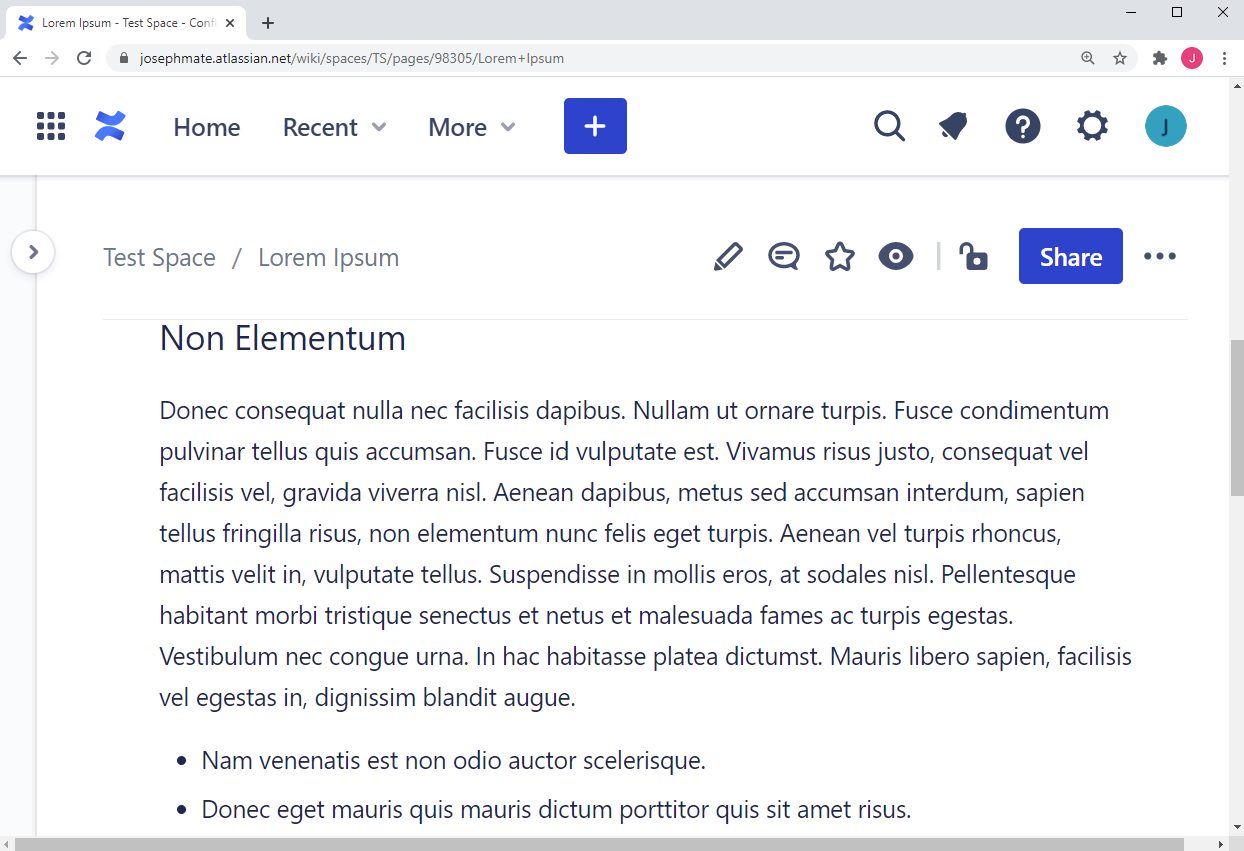 Lorem Ipsum - Test Space - Confl
josephmate.atlassian.net/wiki/spaces/TS/pages/98305/Lorem+Ipsum
J
Home
Recent
More
+
?
J
Test Space / Lorem Ipsum
Share
Non Elementum
Donec consequat nulla nec facilisis dapibus. Nullam ut ornare turpis. Fusce condimentum
pulvinar tellus quis accumsan. Fusce id vulputate est. Vivamus risus justo, consequat vel
facilisis vel, gravida viverra nisl. Aenean dapibus, metus sed accumsan interdum, sapien
tellus fringilla risus, non elementum nunc felis eget turpis. Aenean vel turpis rhoncus,
mattis velit in, vulputate tellus. Suspendisse in mollis eros, at sodales nisl. Pellentesque
habitant morbi tristique senectus et netus et malesuada fames ac turpis egestas.
Vestibulum nec congue urna. In hac habitasse platea dictumst. Mauris libero sapien, facilisis
vel egestas in, dignissim blandit augue.
• Nam venenatis est non odio auctor scelerisque.
• Donec eget mauris quis mauris dictum porttitor quis sit amet risus.